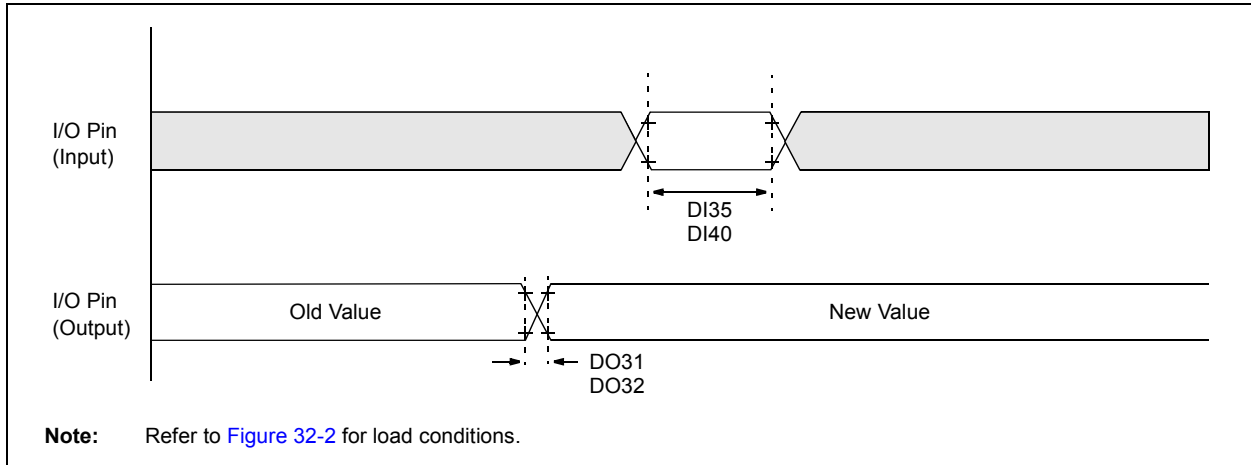 I/O Pin
(Input)
DI35
DI40
I/O Pin
(Output)
Old Value
New Value
DO31
DO32
Note: Refer to Figure 32-2 for load conditions.